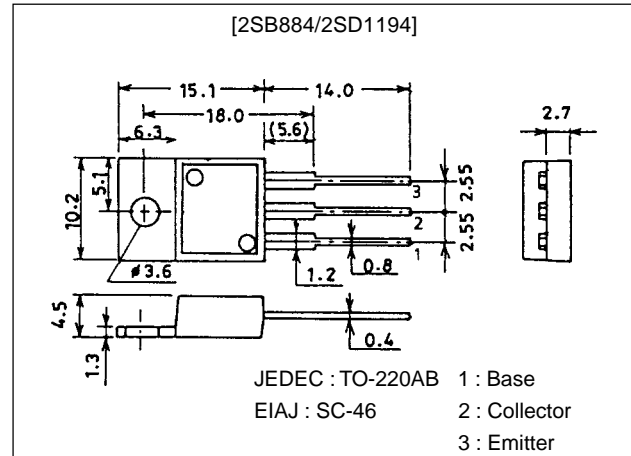 [2SB884/2SD1194]
15.1
14.0
18.0
2.7
6.3
(5.6)
5.1
10.2
3
2.55
2
2.55
1
ø3.6
1.2
0.8
4.5
1.3
0.4
JEDEC : TO-220AB
1 : Base
EIAJ : SC-46
2 : Collector
3 : Emitter